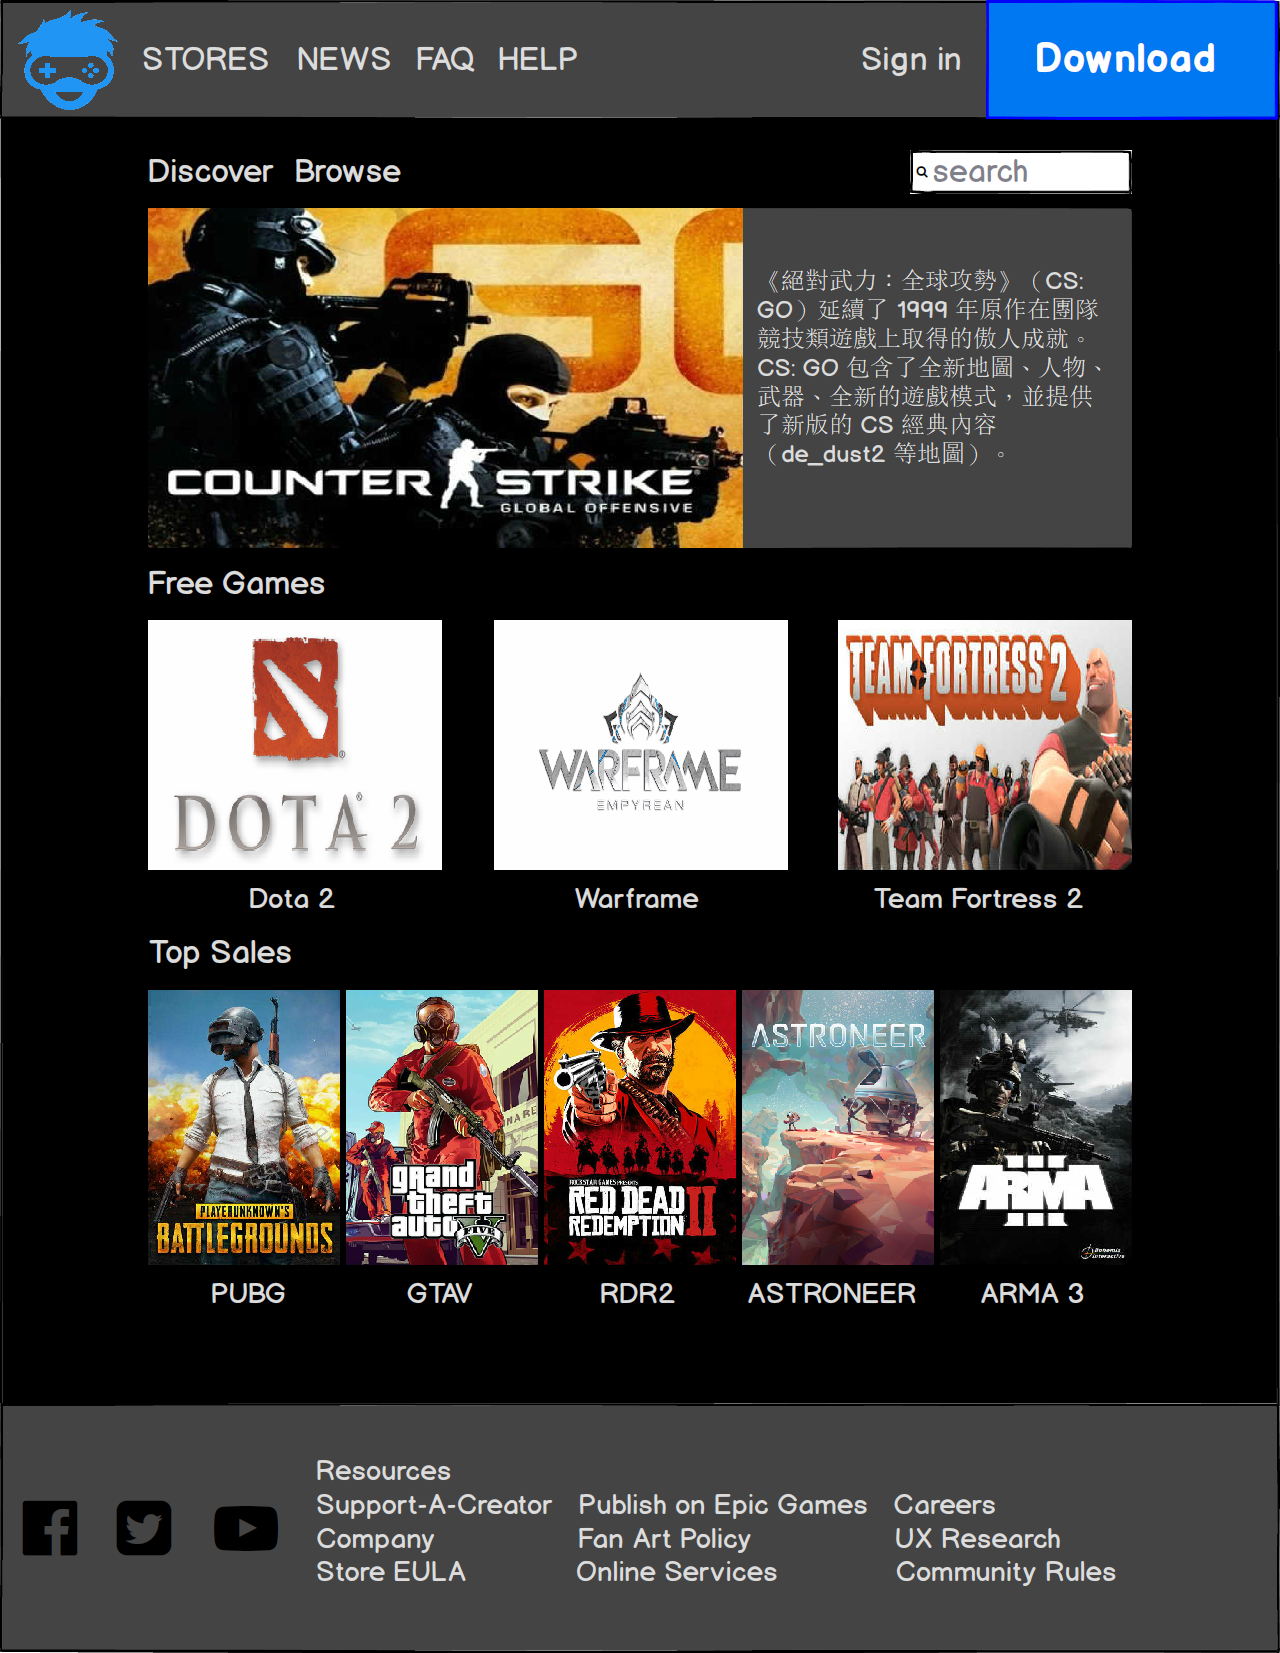 STORES NEWS FAQ HELP Sign in Download
Discover Browse search
《絕對武力：全球攻勢》（CS:
GO）延續了 1999 年原作在團隊
競技類遊戲上取得的傲人成就。
CS: GO 包含了全新地圖、人物、
武器、全新的遊戲模式，並提供
了新版的 CS 經典內容
（de_dust2 等地圖）。
COUNTER STRIKE
GLOBAL OFFENSIVE
Free Games
DOTA 2
WARFRAME
EMPYREAN
TEAM FORTRESS 2
Dota 2 Warframe Team Fortress 2
Top Sales
PLAYERUNKNOWN'S
BATTLEGROUNDS
grand
theft
auto
FIVE
ROCKSTAR GAMES PRESENTS
RED DEAD
REDEMPTION II
ASTRONEER
ARMA
III
Bohemia
Interactive
PUBG GTAV RDR2 ASTRONEER ARMA 3
Resources
Support-A-Creator Publish on Epic Games Careers
Company Fan Art Policy UX Research
Store EULA Online Services Community Rules